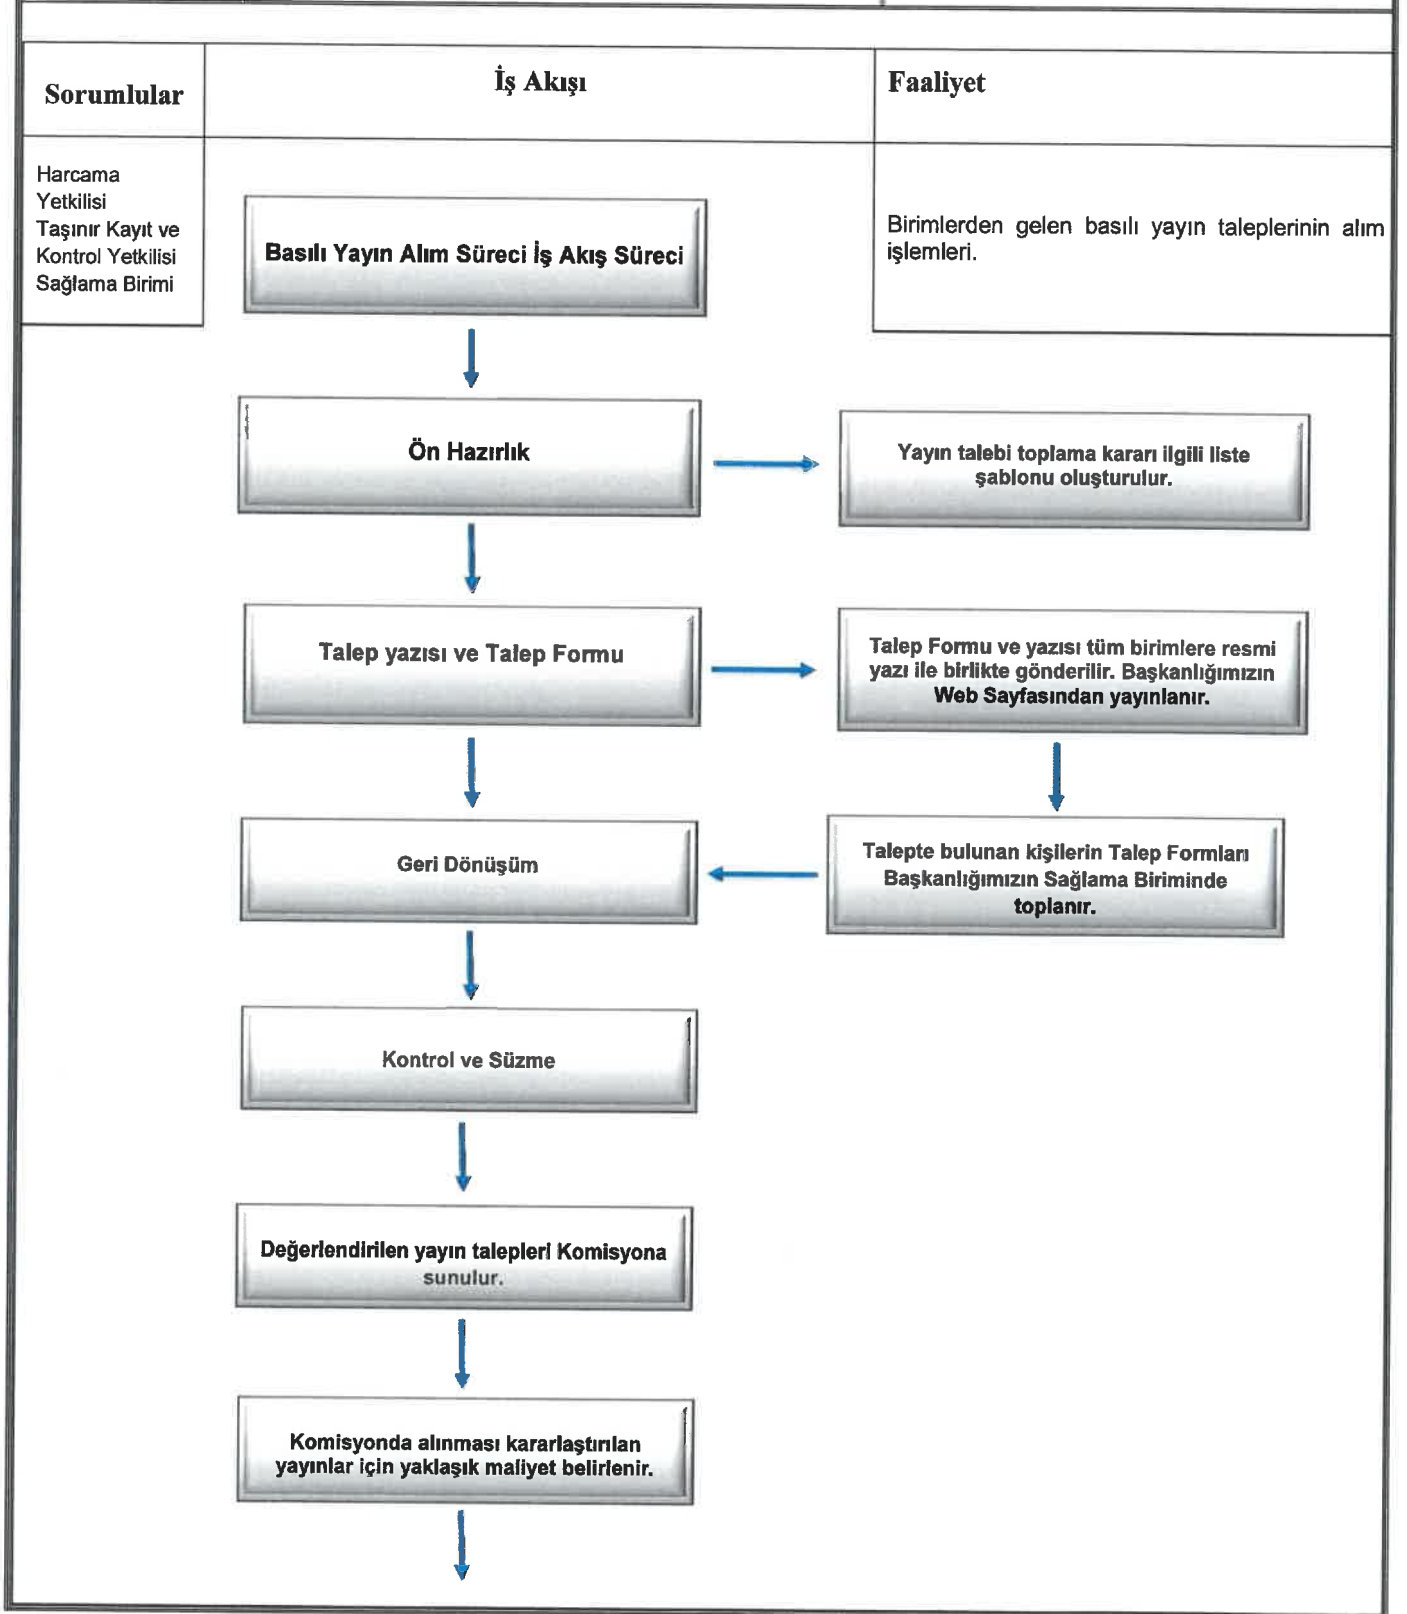 Sorumlular
İş Akışı
Faaliyet
Harcama
Yetkilisi
Taşınır Kayıt ve
Kontrol Yetkilisi
Sağlama Birimi
Basılı Yayın Alım Süreci İş Akış Süreci
Birimlerden gelen basılı yayın taleplerinin alım
işlemleri.
Ön Hazırlık
Yayın talebi toplama kararı ilgili liste
şablonu oluşturulur.
Talep yazısı ve Talep Formu
Talep Formu ve yazısı tüm birimlere resmi
yazı ile birlikte gönderilir. Başkanlığımızın
Web Sayfasından yayınlanır.
Geri Dönüşüm
Talepte bulunan kişilerin Talep Formları
Başkanlığımızın Sağlama Biriminde
toplanır.
Kontrol ve Süzme
Değerlendirilen yayın talepleri Komisyona
sunulur.
Komisyonda alınması kararlaştırılan
yayınlar için yaklaşık maliyet belirlenir.